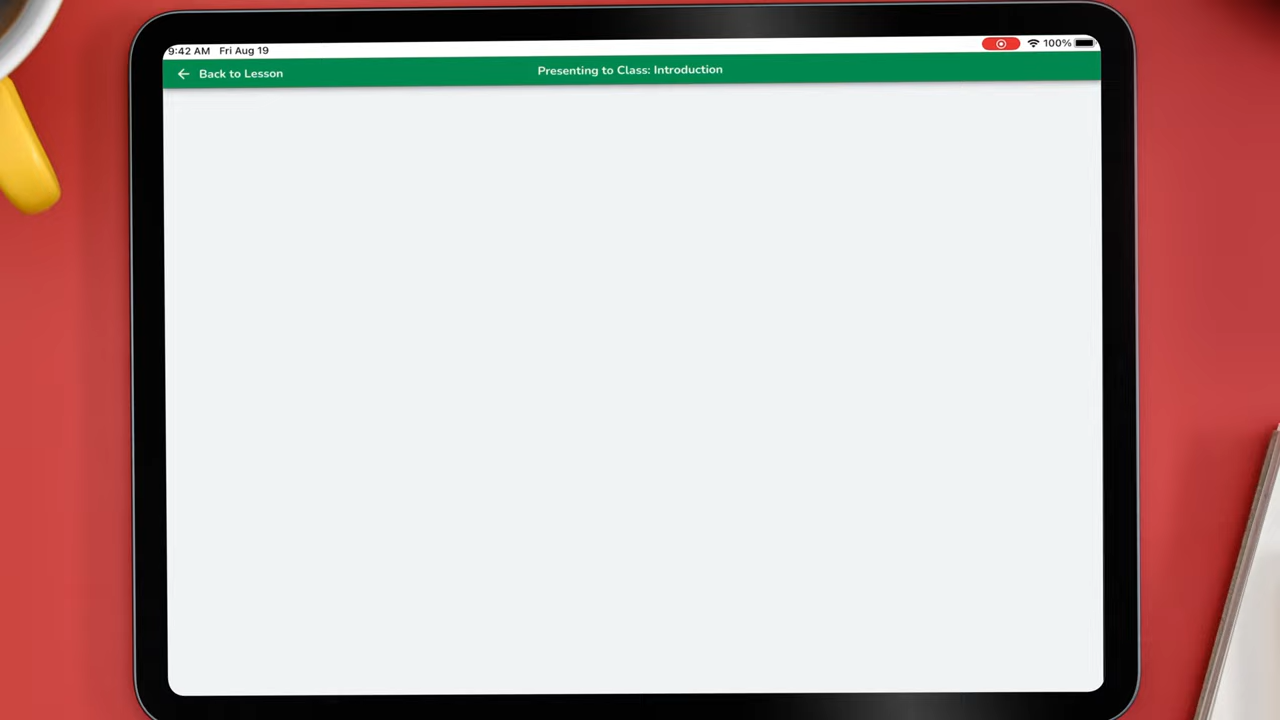 9:42 AM Fri Aug 19
100%
Back to Lesson
Presenting to Class: Introduction